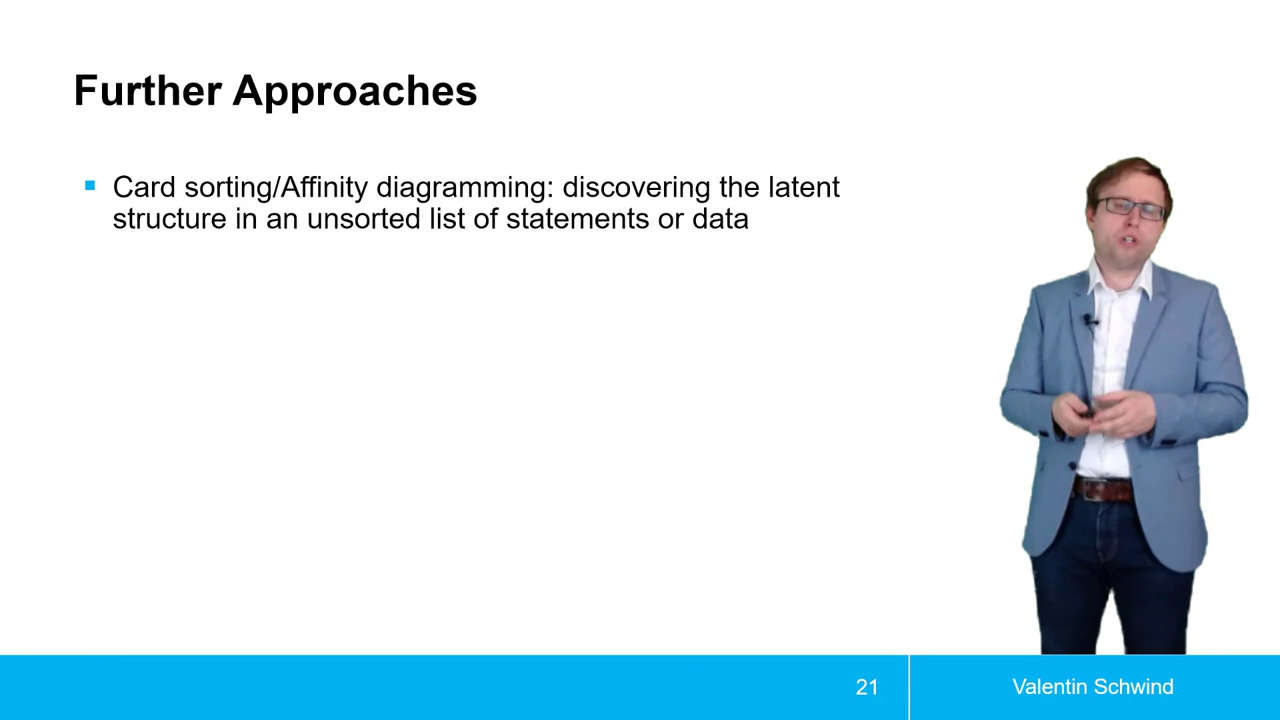 Further Approaches
Card sorting/Affinity diagramming: discovering the latent
structure in an unsorted list of statements or data
21
Valentin Schwind